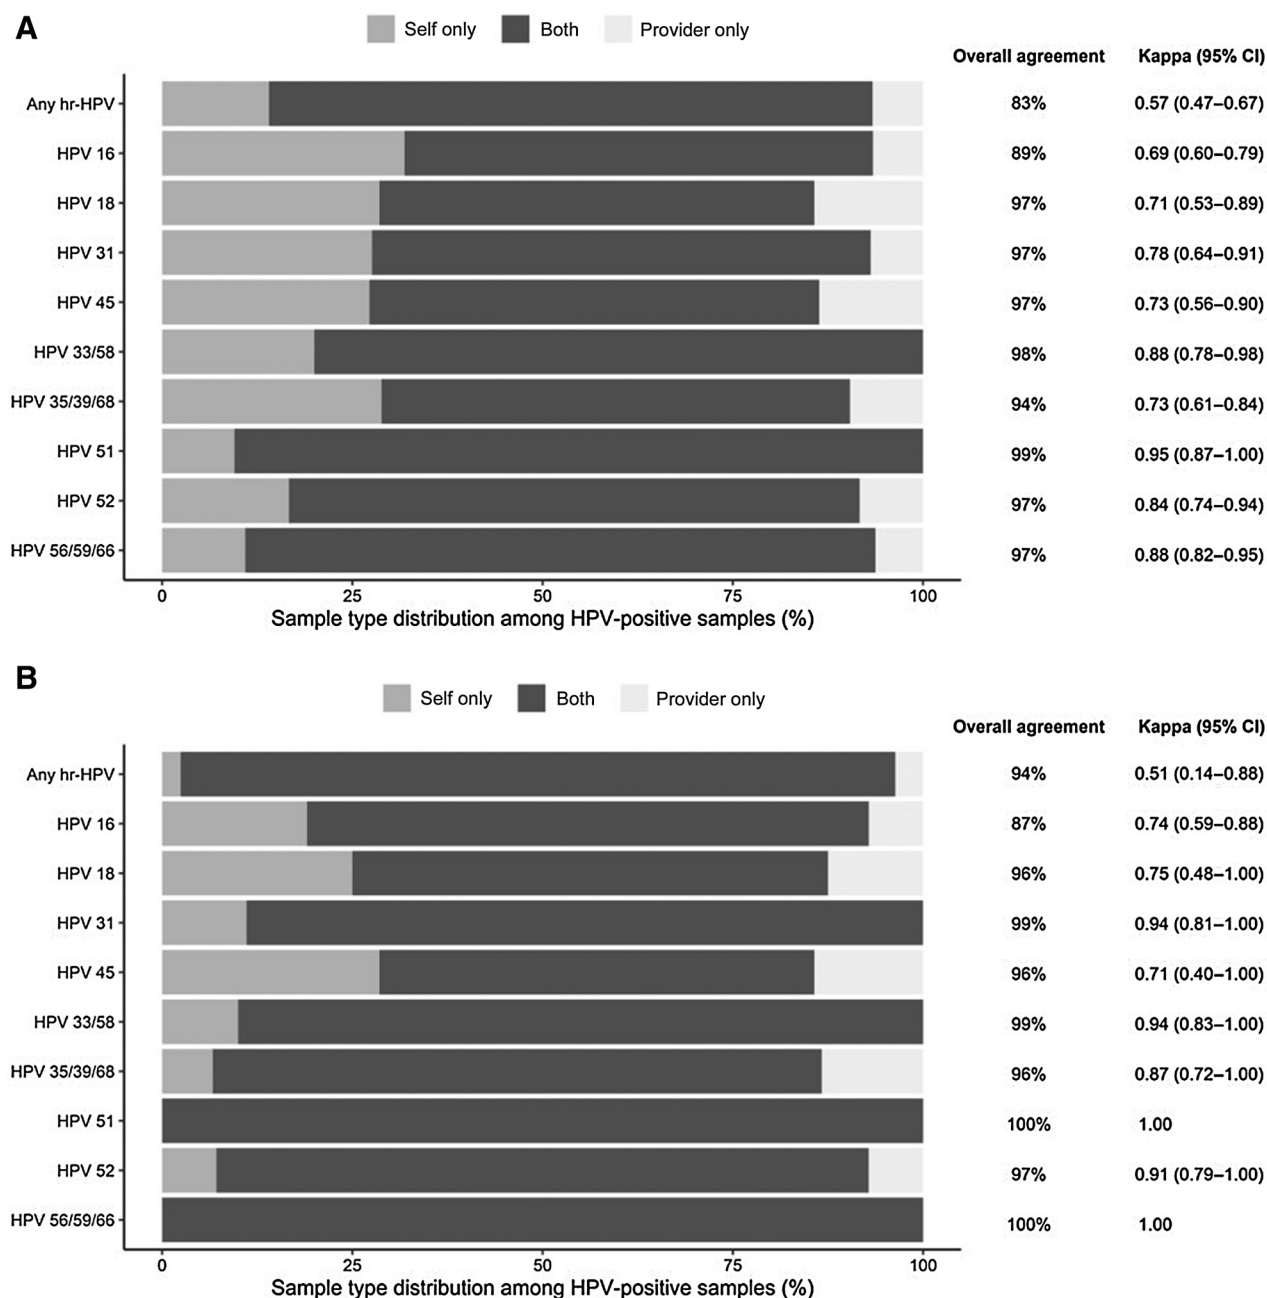 A
Self only Both Provider only
Overall agreement Kappa (95% CI)
Any hr-HPV 83% 0.57 (0.47–0.67)
HPV 16 89% 0.69 (0.60–0.79)
HPV 18 97% 0.71 (0.53–0.89)
HPV 31 97% 0.78 (0.64–0.91)
HPV 45 97% 0.73 (0.56–0.90)
HPV 33/58 98% 0.88 (0.78–0.98)
HPV 35/39/68 94% 0.73 (0.61–0.84)
HPV 51 99% 0.95 (0.87–1.00)
HPV 52 97% 0.84 (0.74–0.94)
HPV 56/59/66 97% 0.88 (0.82–0.95)
0 25 50 75 100
Sample type distribution among HPV-positive samples (%)
B
Self only Both Provider only
Overall agreement Kappa (95% CI)
Any hr-HPV 94% 0.51 (0.14–0.88)
HPV 16 87% 0.74 (0.59–0.88)
HPV 18 96% 0.75 (0.48–1.00)
HPV 31 99% 0.94 (0.81–1.00)
HPV 45 96% 0.71 (0.40–1.00)
HPV 33/58 99% 0.94 (0.83–1.00)
HPV 35/39/68 96% 0.87 (0.72–1.00)
HPV 51 100% 1.00
HPV 52 97% 0.91 (0.79–1.00)
HPV 56/59/66 100% 1.00
0 25 50 75 100
Sample type distribution among HPV-positive samples (%)